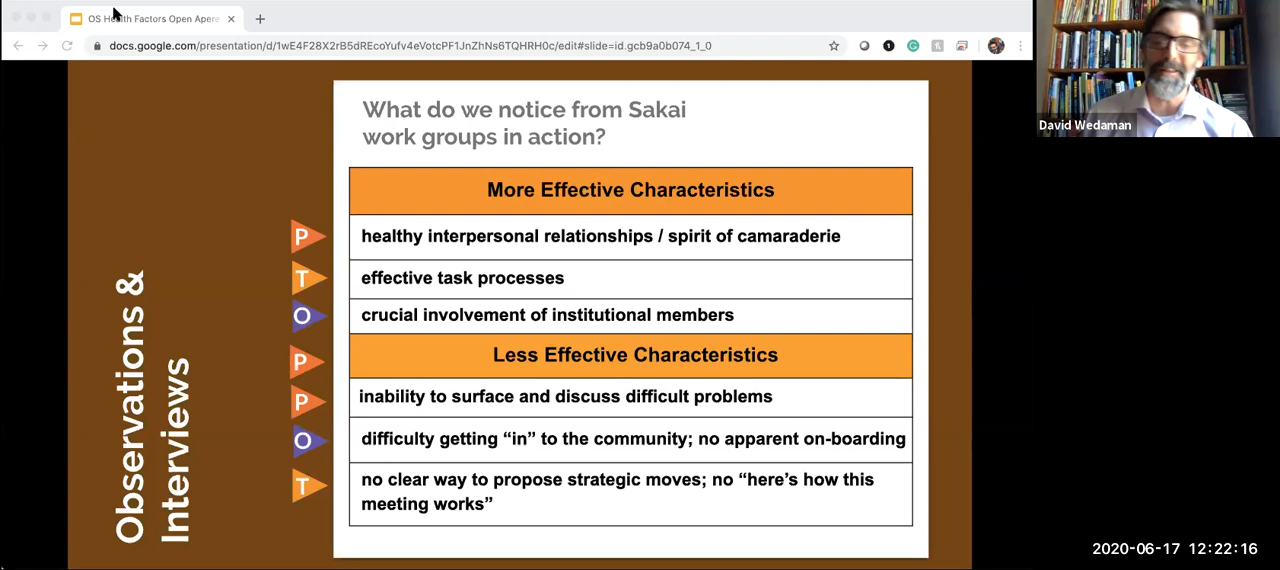 OS Health Factors Open Apere
docs.google.com/presentation/d/1wE4F28X2rB5dREcoYufv4eVotcPF1JnZhNs6TQHRH0c/edit#slide=id.gcb9a0b074_1_0
David Wedaman
What do we notice from Sakai
work groups in action?
More Effective Characteristics
P healthy interpersonal relationships / spirit of camaraderie
T effective task processes
O crucial involvement of institutional members
P Less Effective Characteristics
P inability to surface and discuss difficult problems
O difficulty getting “in” to the community; no apparent on-boarding
T no clear way to propose strategic moves; no “here’s how this
meeting works”
Observations &
Interviews
2020-06-17 12:22:16